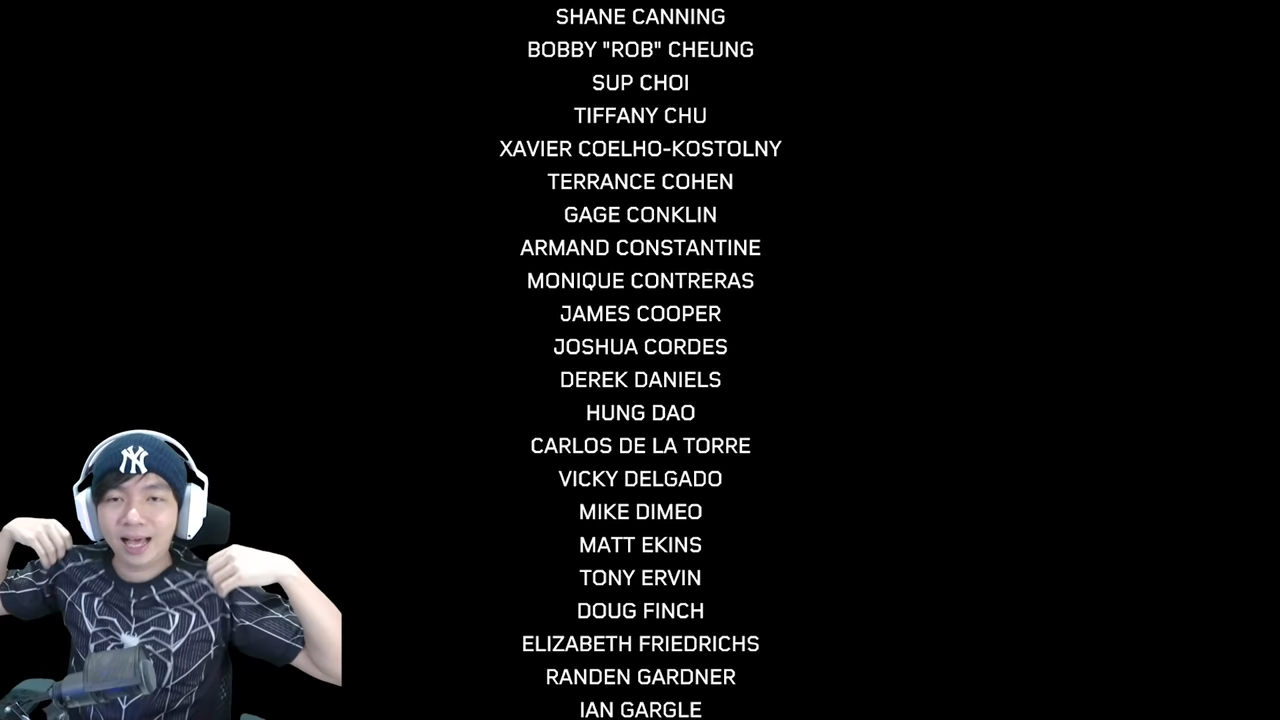 SHANE CANNING
BOBBY "ROB" CHEUNG
SUP CHOI
TIFFANY CHU
XAVIER COELHO-KOSTOLNY
TERRANCE COHEN
GAGE CONKLIN
ARMAND CONSTANTINE
MONIQUE CONTRERAS
JAMES COOPER
JOSHUA CORDES
DEREK DANIELS
HUNG DAO
CARLOS DE LA TORRE
VICKY DELGADO
NY
MIKE DIMEO
MATT EKINS
TONY ERVIN
DOUG FINCH
ELIZABETH FRIEDRICHS
RANDEN GARDNER
IAN GARGLE